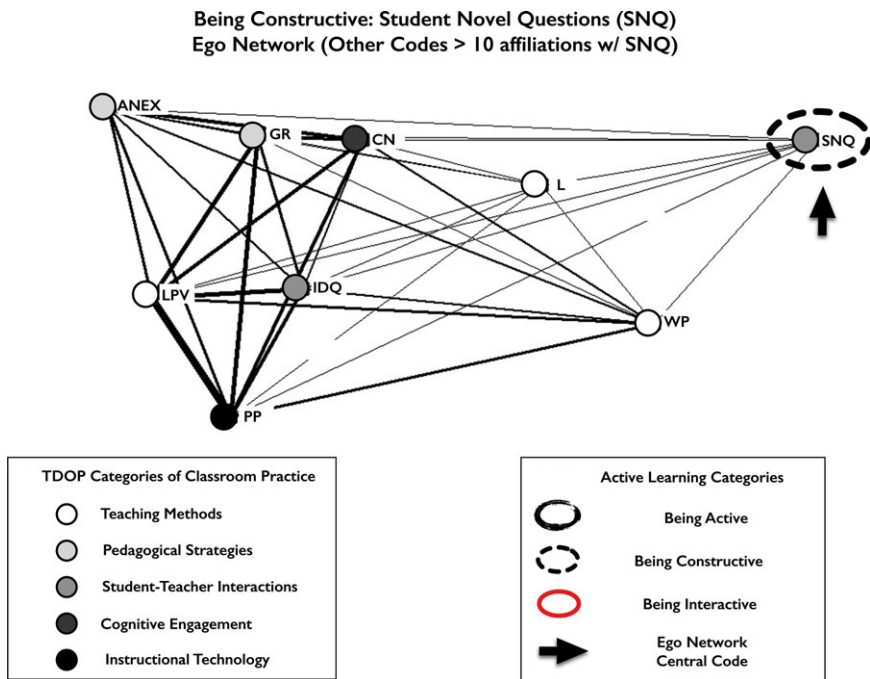 Being Constructive: Student Novel Questions (SNQ)
Ego Network (Other Codes > 10 affiliations w/ SNQ)
ANEX
GR
CN
SNQ
L
LPV
IDQ
WP
PP
TDOP Categories of Classroom Practice
Teaching Methods
Pedagogical Strategies
Student-Teacher Interactions
Cognitive Engagement
Instructional Technology
Active Learning Categories
Being Active
Being Constructive
Being Interactive
Ego Network
Central Code